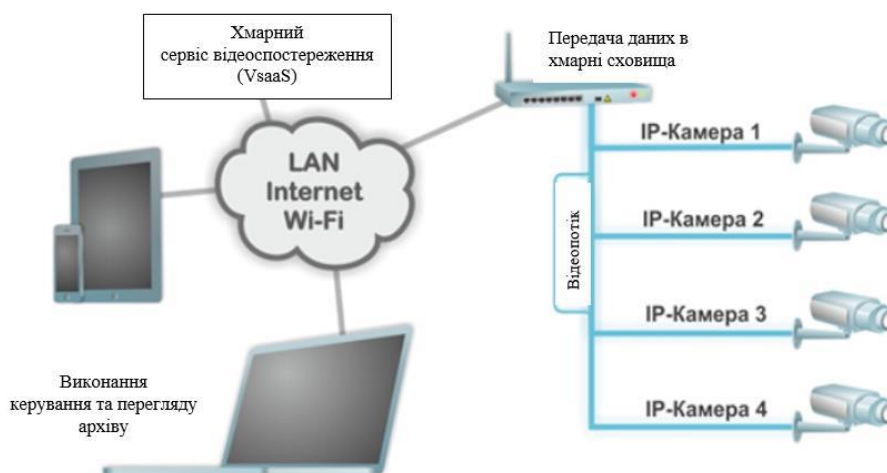 Хмарний
сервіс відеоспостереження
(VsaaS)
Передача даних в
хмарні сховища
LAN
Internet
Wi-Fi
IP-Камера 1
IP-Камера 2
Відеопотік
IP-Камера 3
IP-Камера 4
Виконання
керування та перегляду
архіву